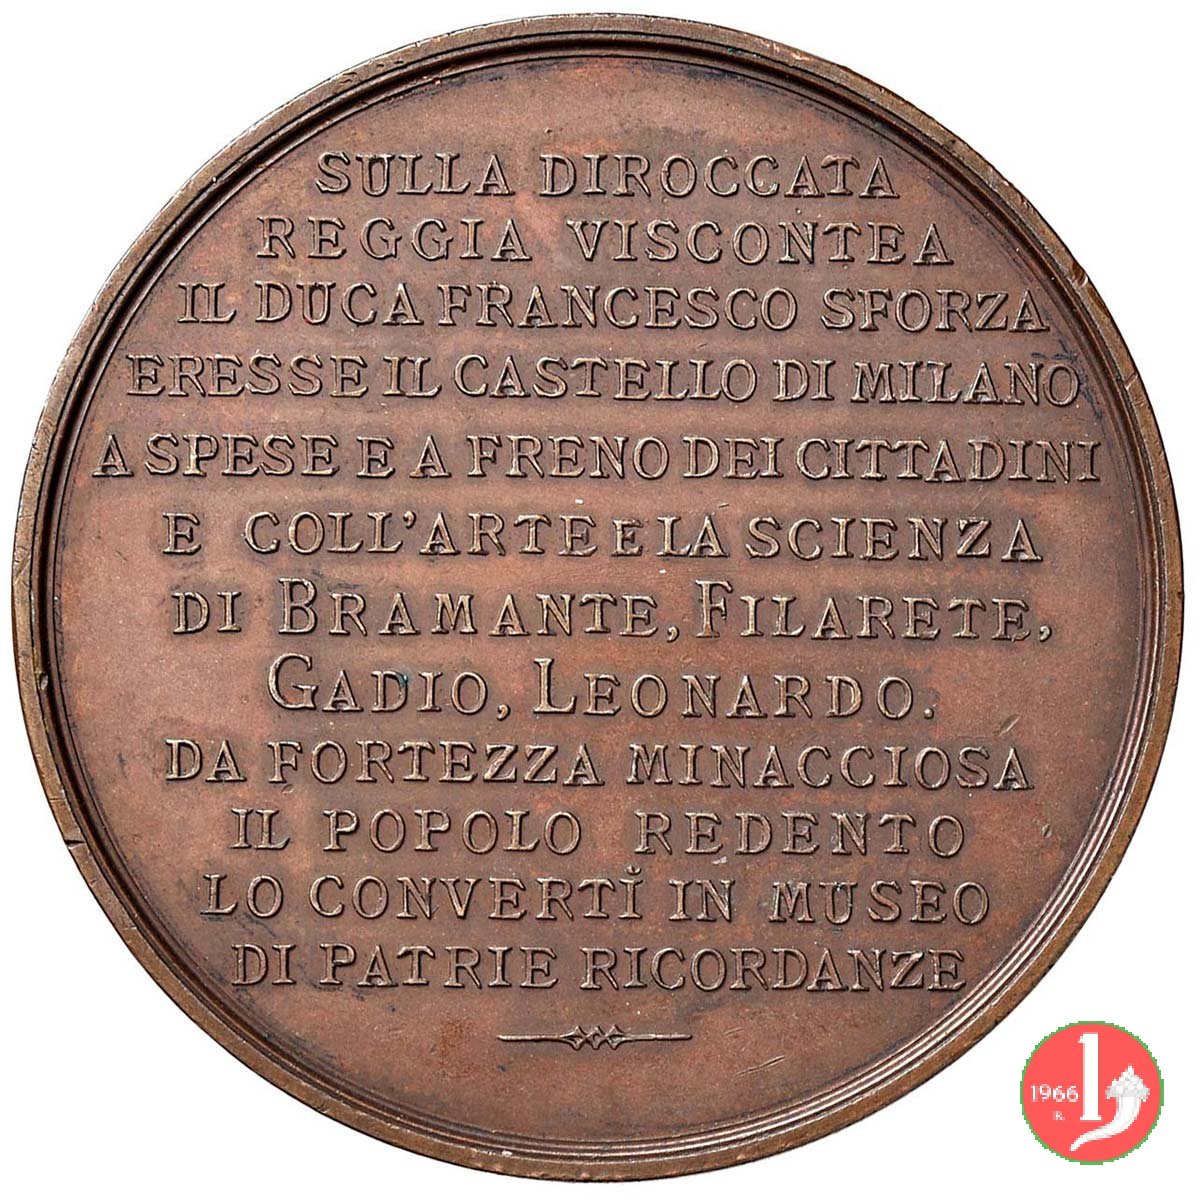 SULLA DIROCCATA
REGGIA VISCONTEA
IL DUCA FRANCESCO SFORZA
ERESSE IL CASTELLO DI MILANO
A SPESE E A FRENO DEI CITTADINI
E COLL'ARTE E LA SCIENZA
DI BRAMANTE, FILARETE,
GADIO, LEONARDO.
DA FORTEZZA MINACCIOSA
IL POPOLO REDENTO
LO CONVERTĬ IN MUSEO
DI PATRIE RICORDANZE
1966
R.